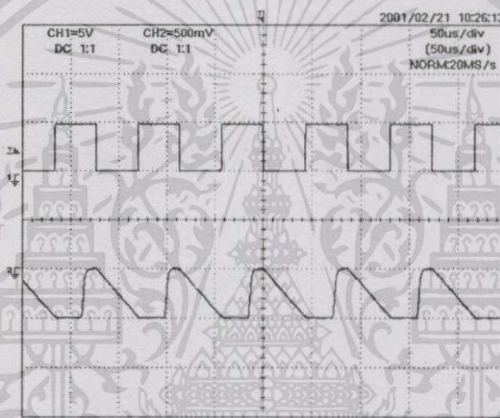 2001/02/21 10:26:13
CH1=5V CH2=500mV 50us/div
DC 1:1 DC 1:1 (50us/div)
NORM:20MS/s